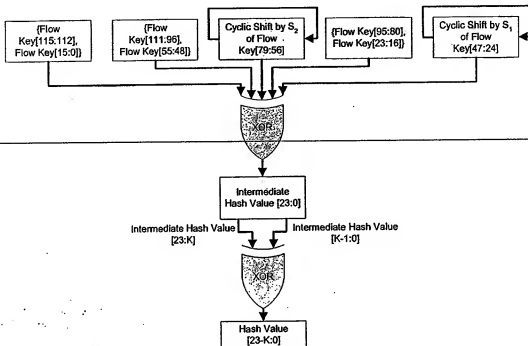 {Flow
Key[115:112],
Flow Key[15:0]}
{Flow
Key[111:96],
Flow Key[55:48]}
Cyclic Shift by S2
of Flow
Key[79:56]
{Flow Key[95:80],
Flow Key[23:16]}
Cyclic Shift by S1
of Flow
Key[47:24]
XOR
Intermediate
Hash Value [23:0]
Intermediate Hash Value
[23:K]
Intermediate Hash Value
[K-1:0]
XOR
Hash Value
[23-K:0]